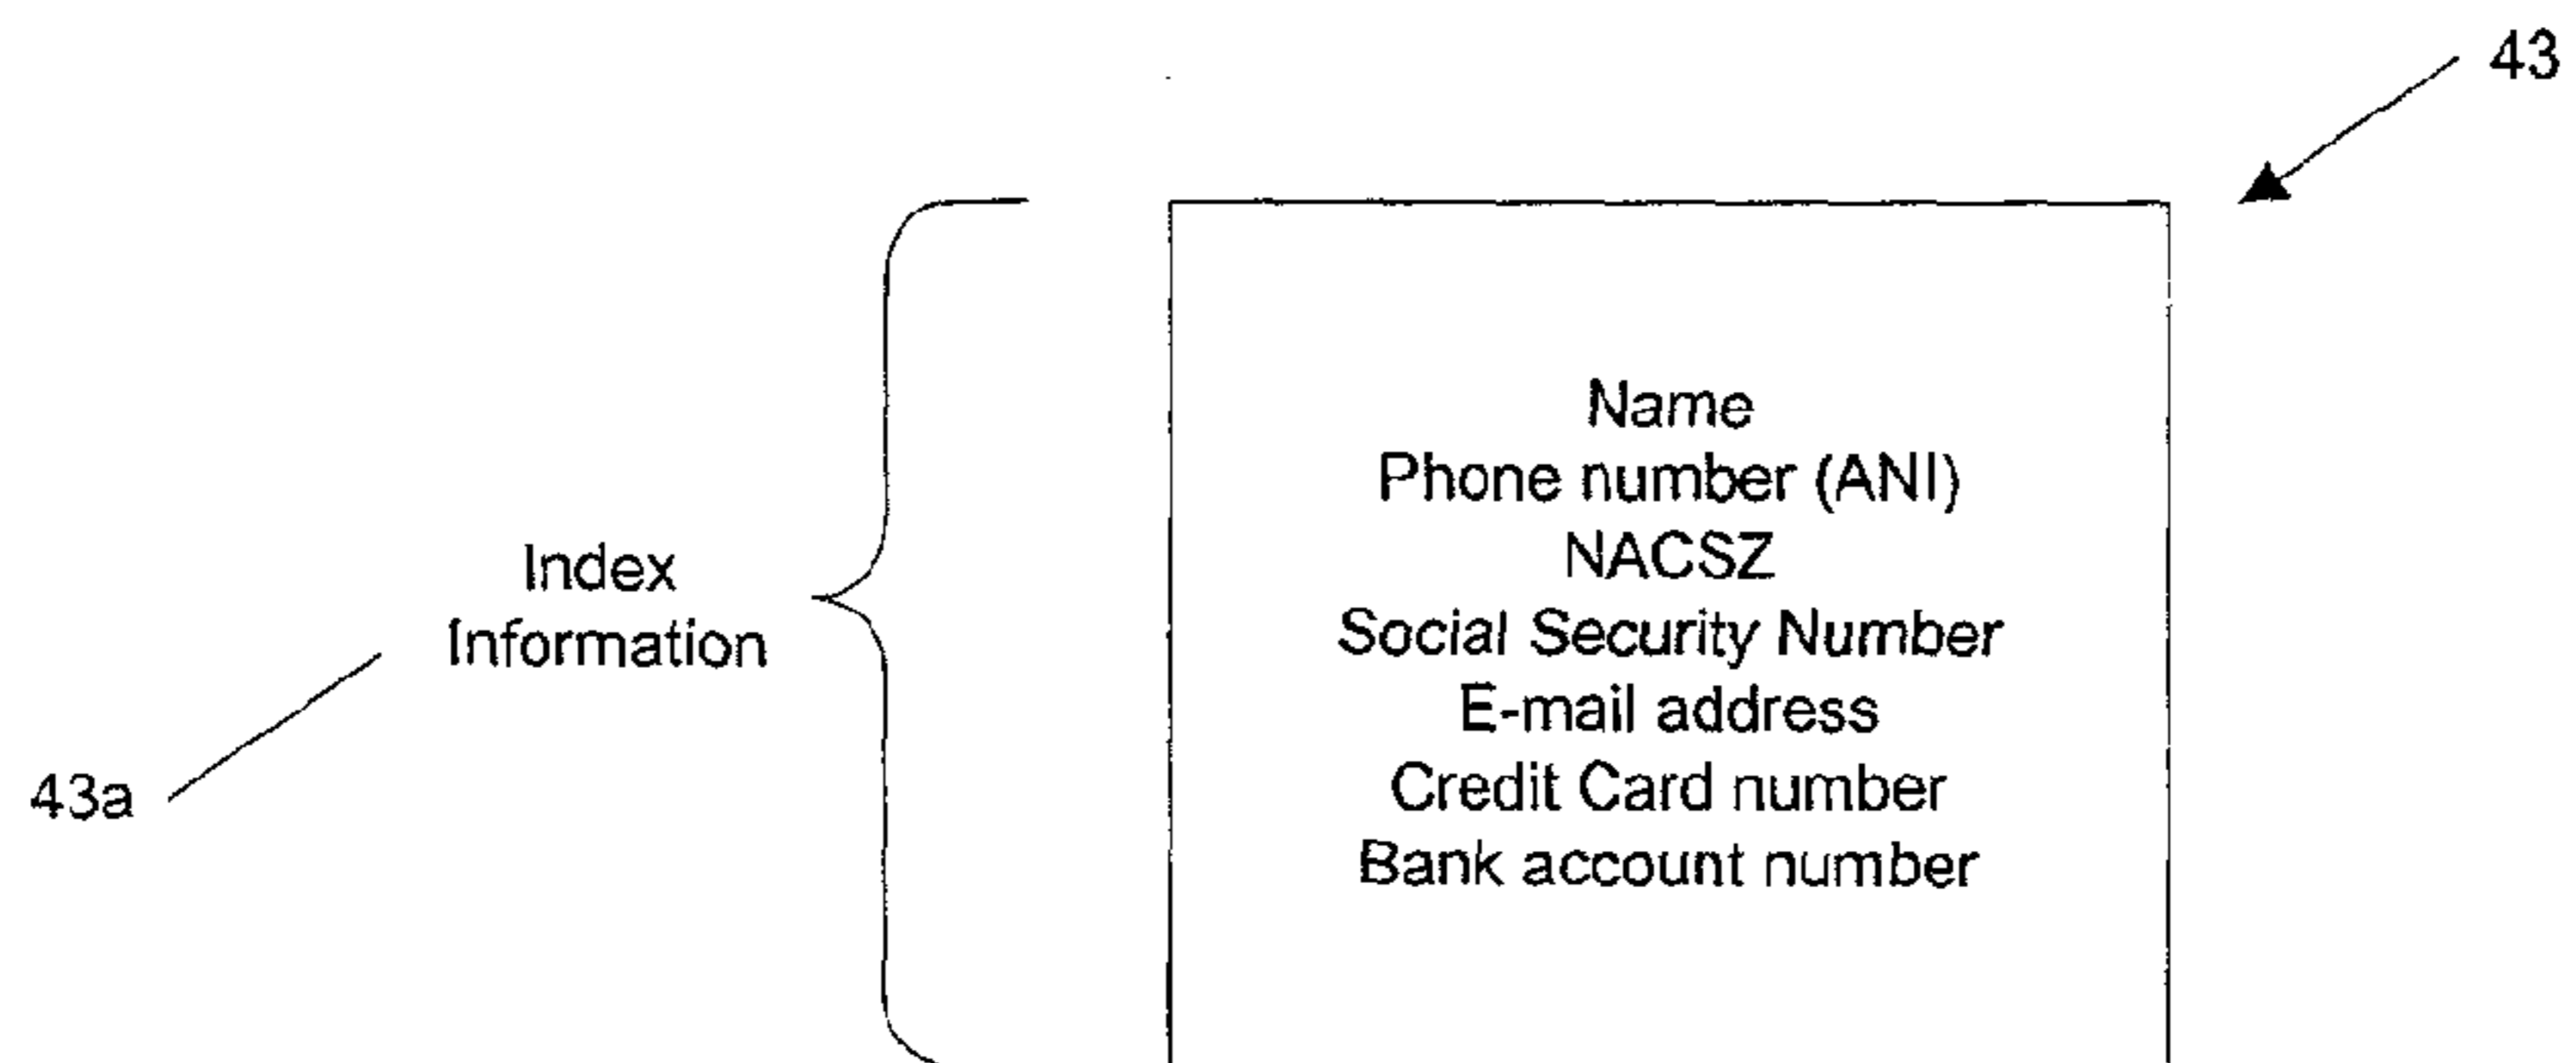 43
Name
Phone number (ANI)
Index
NACSZ
Information
Social Security Number
E-mail address
43a
Credit Card number
Bank account number